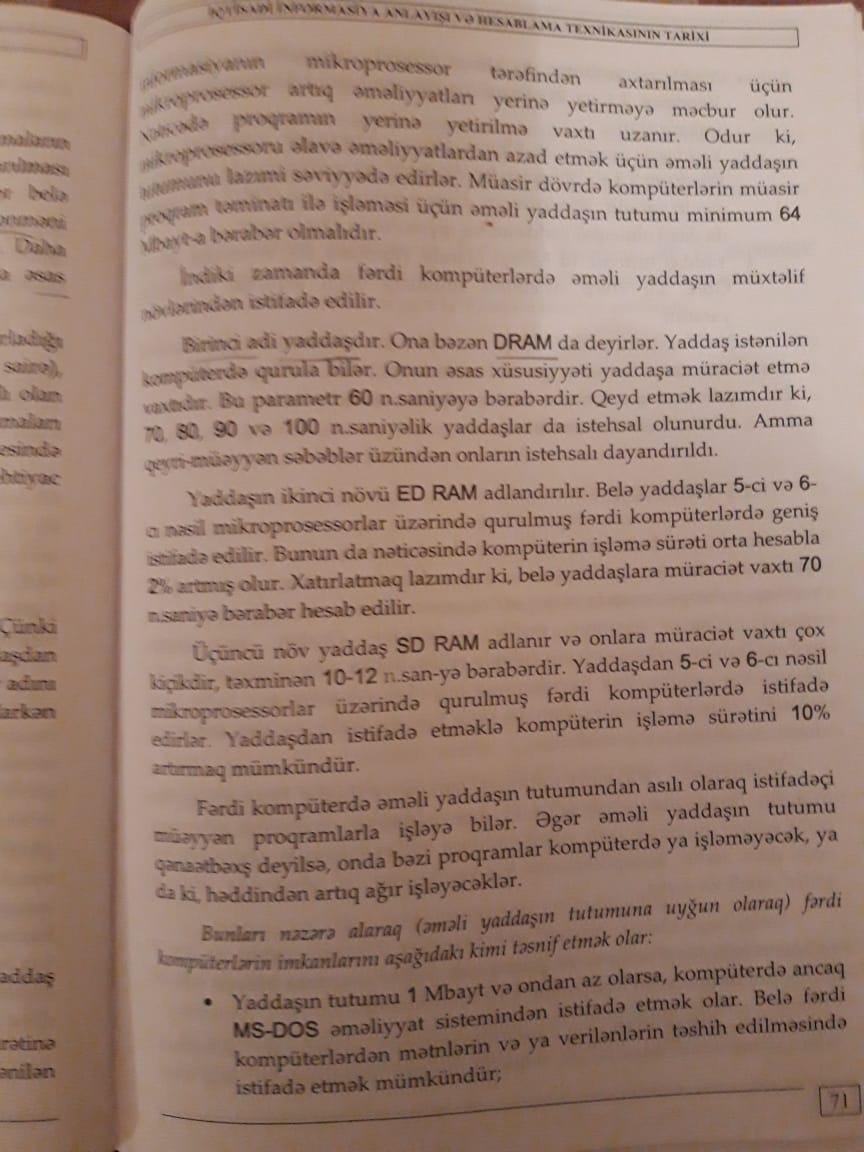 İQTİSADİ İNFORMASİYA ANLAYIŞI VƏ HESABLAMA TEXNİKASININ TARİXİ
informasiyanın mikroprosessor tərəfindən axtarılması üçün
mikroprosessor artıq əməliyyatları yerinə yetirməyə məcbur olur.
Nəticədə proqramın yerinə yetirilmə vaxtı uzanır. Odur ki,
mikroprosessoru əlavə əməliyyatlardan azad etmək üçün əməli yaddaşın
tutumunu lazımi səviyyədə edirlər. Müasir dövrdə kompüterlərin müasir
proqram təminatı ilə işləməsi üçün əməli yaddaşın tutumu minimum 64
Mbayt-a bərabər olmalıdır.
İndiki zamanda fərdi kompüterlərdə əməli yaddaşın müxtəlif
növlərindən istifadə edilir.
Birinci adi yaddaşdır. Ona bəzən DRAM da deyirlər. Yaddaş istənilən
kompüterdə qurula bilər. Onun əsas xüsusiyyəti yaddaşa müraciət etmə
vaxtıdır. Bu parametr 60 n.saniyəyə bərabərdir. Qeyd etmək lazımdır ki,
70, 80, 90 və 100 n.saniyəlik yaddaşlar da istehsal olunurdu. Amma
qeyri-müəyyən səbəblər üzündən onların istehsalı dayandırıldı.
Yaddaşın ikinci növü ED RAM adlandırılır. Belə yaddaşlar 5-ci və 6-
cı nəsil mikroprosessorlar üzərində qurulmuş fərdi kompüterlərdə geniş
istifadə edilir. Bunun da nəticəsində kompüterin işləmə sürəti orta hesabla
2% artmış olur. Xatırlatmaq lazımdır ki, belə yaddaşlara müraciət vaxtı 70
n.saniyə bərabər hesab edilir.
Üçüncü növ yaddaş SD RAM adlanır və onlara müraciət vaxtı çox
kiçikdir, təxminən 10-12 n.san-yə bərabərdir. Yaddaşdan 5-ci və 6-cı nəsil
mikroprosessorlar üzərində qurulmuş fərdi kompüterlərdə istifadə
edirlər. Yaddaşdan istifadə etməklə kompüterin işləmə sürətini 10%
artırmaq mümkündür.
Fərdi kompüterdə əməli yaddaşın tutumundan asılı olaraq istifadəçi
müəyyən proqramlarla işləyə bilər. Əgər əməli yaddaşın tutumu
qənaətbəxş deyilsə, onda bəzi proqramlar kompüterdə ya işləməyəcək, ya
da ki, həddindən artıq ağır işləyəcəklər.
Bunları nəzərə alaraq (əməli yaddaşın tutumuna uyğun olaraq) fərdi
kompüterlərin imkanlarını aşağıdakı kimi təsnif etmək olar:
• Yaddaşın tutumu 1 Mbayt və ondan az olarsa, kompüterdə ancaq
MS-DOS əməliyyat sistemindən istifadə etmək olar. Belə fərdi
kompüterlərdən mətnlərin və ya verilənlərin təshih edilməsində
istifadə etmək mümkündür;
71